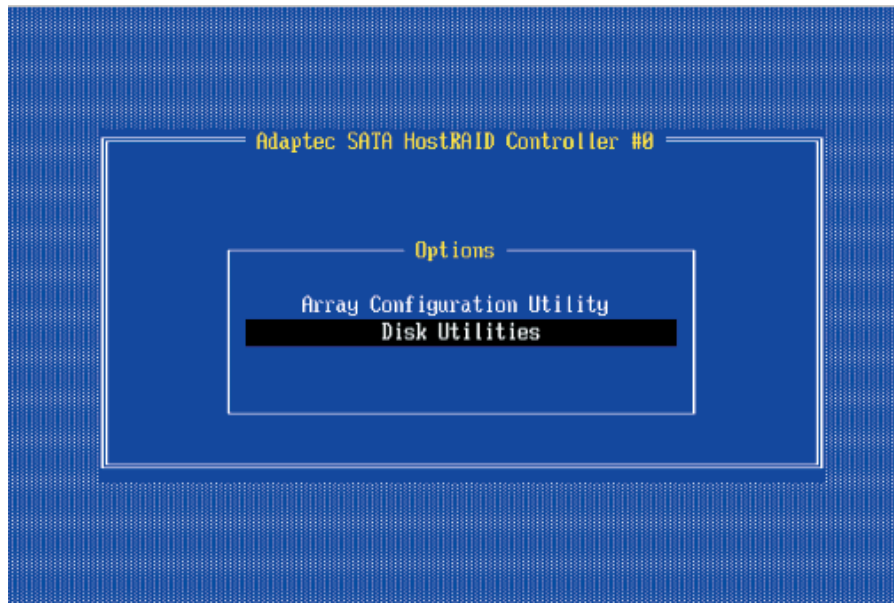 Adaptec SATA HostRAID Controller #0
Options
Array Configuration Utility
Disk Utilities